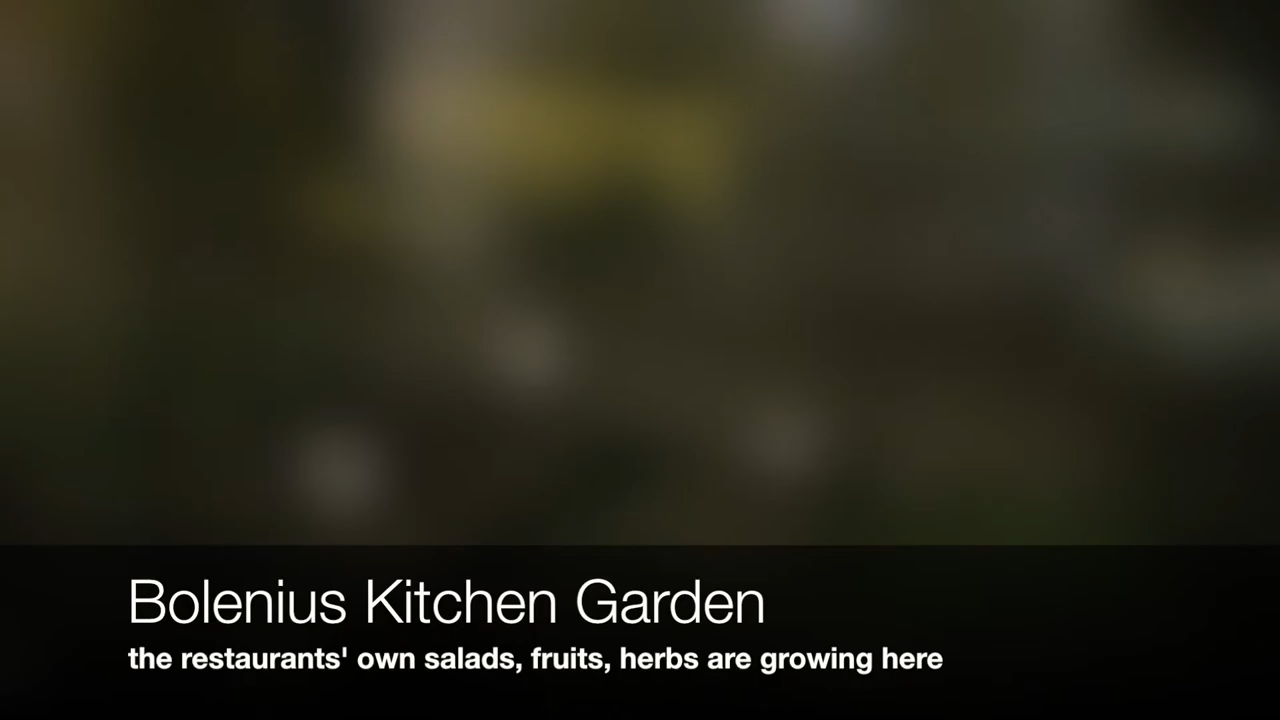 Bolenius Kitchen Garden
the restaurants' own salads, fruits, herbs are growing here